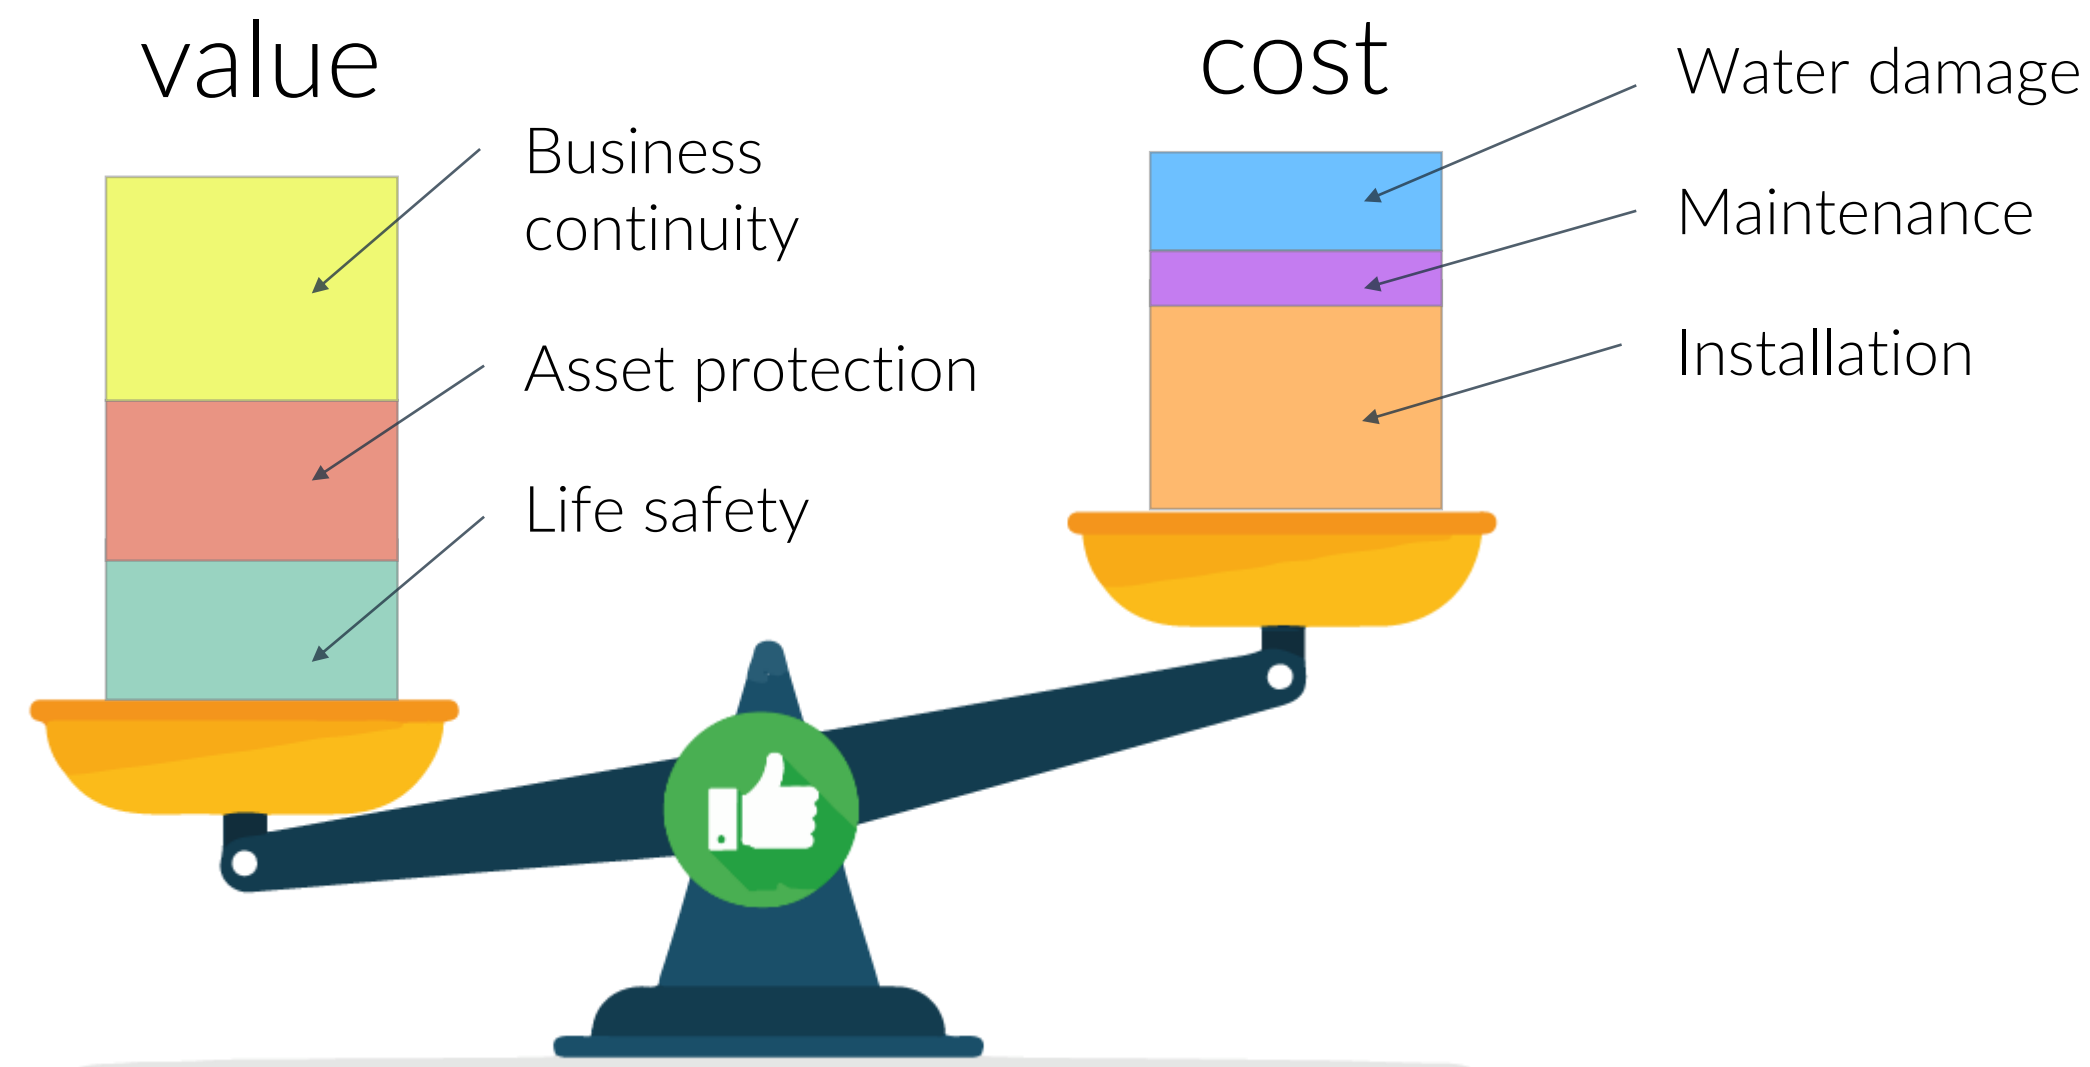 value
Business
continuity
Asset protection
Life safety
cost
Water damage
Maintenance
Installation